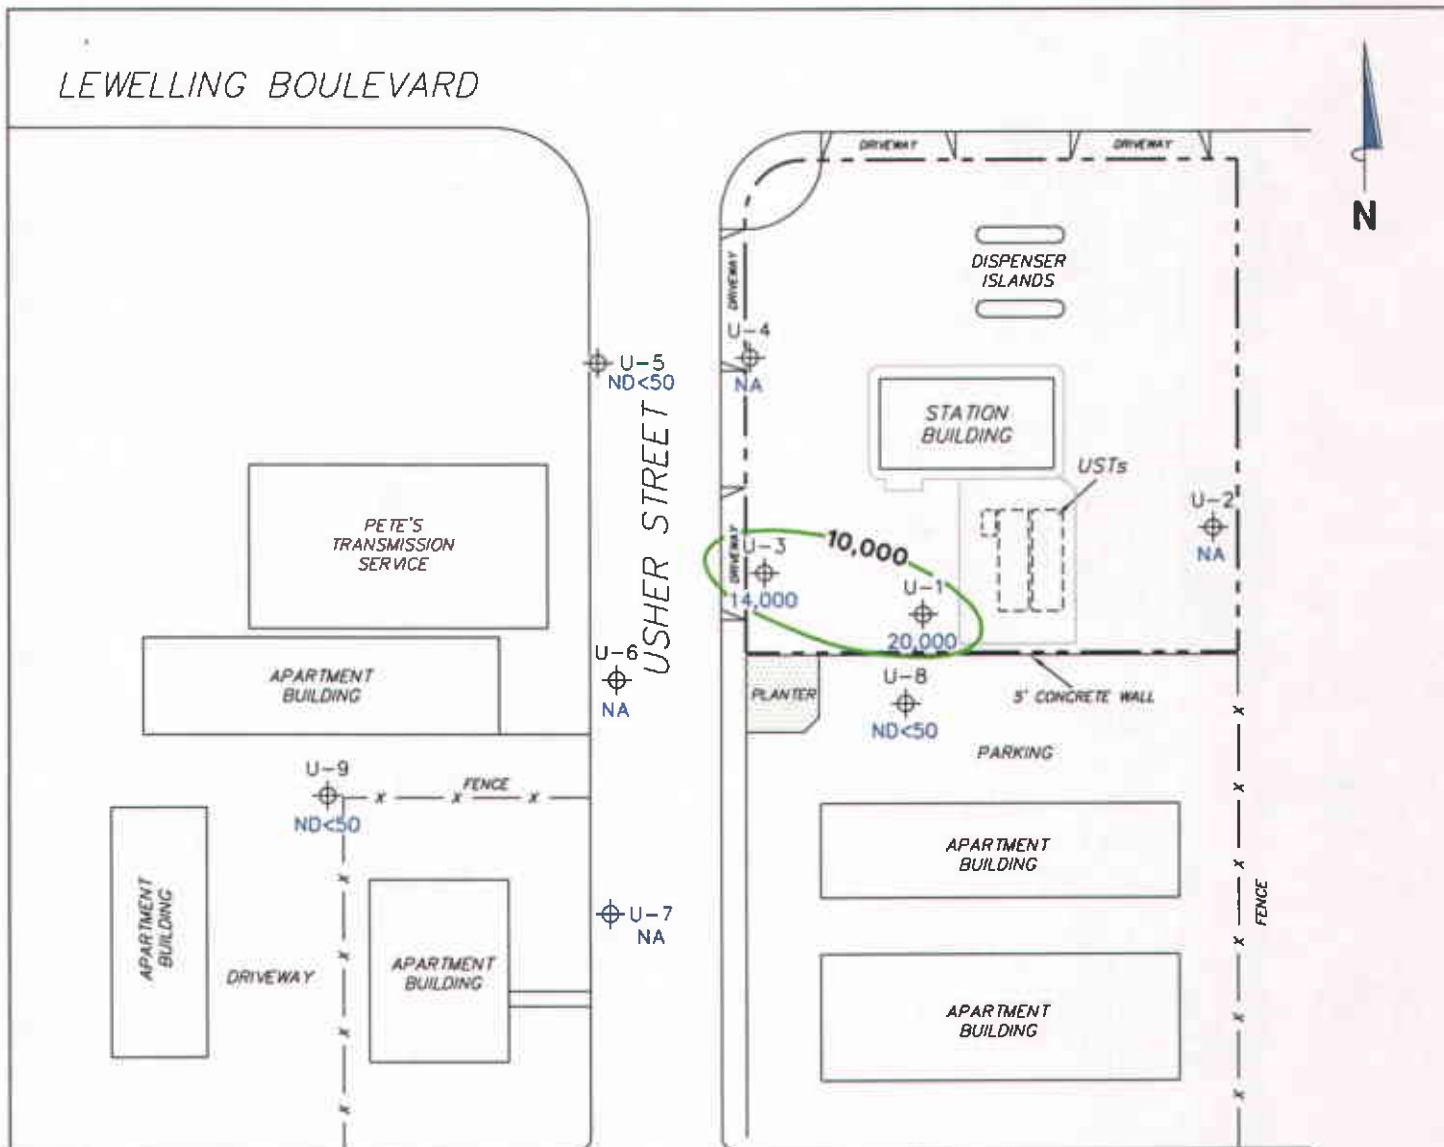 LEWELLING BOULEVARD
DRIVEWAY
DRIVEWAY
N
DISPENSER
ISLANDS
DRIVEWAY
U-4
NA
U-5
ND<50
STATION
BUILDING
USTs
USHER STREET
PETE'S
TRANSMISSION
SERVICE
U-2
NA
DRIVEWAY
U-3
14,000
10,000
U-1
20,000
U-6
NA
APARTMENT
BUILDING
PLANTER
U-8
ND<50
5' CONCRETE WALL
PARKING
U-9
ND<50
FENCE
APARTMENT
BUILDING
APARTMENT
BUILDING
FENCE
U-7
NA
DRIVEWAY
APARTMENT
BUILDING
APARTMENT
BUILDING